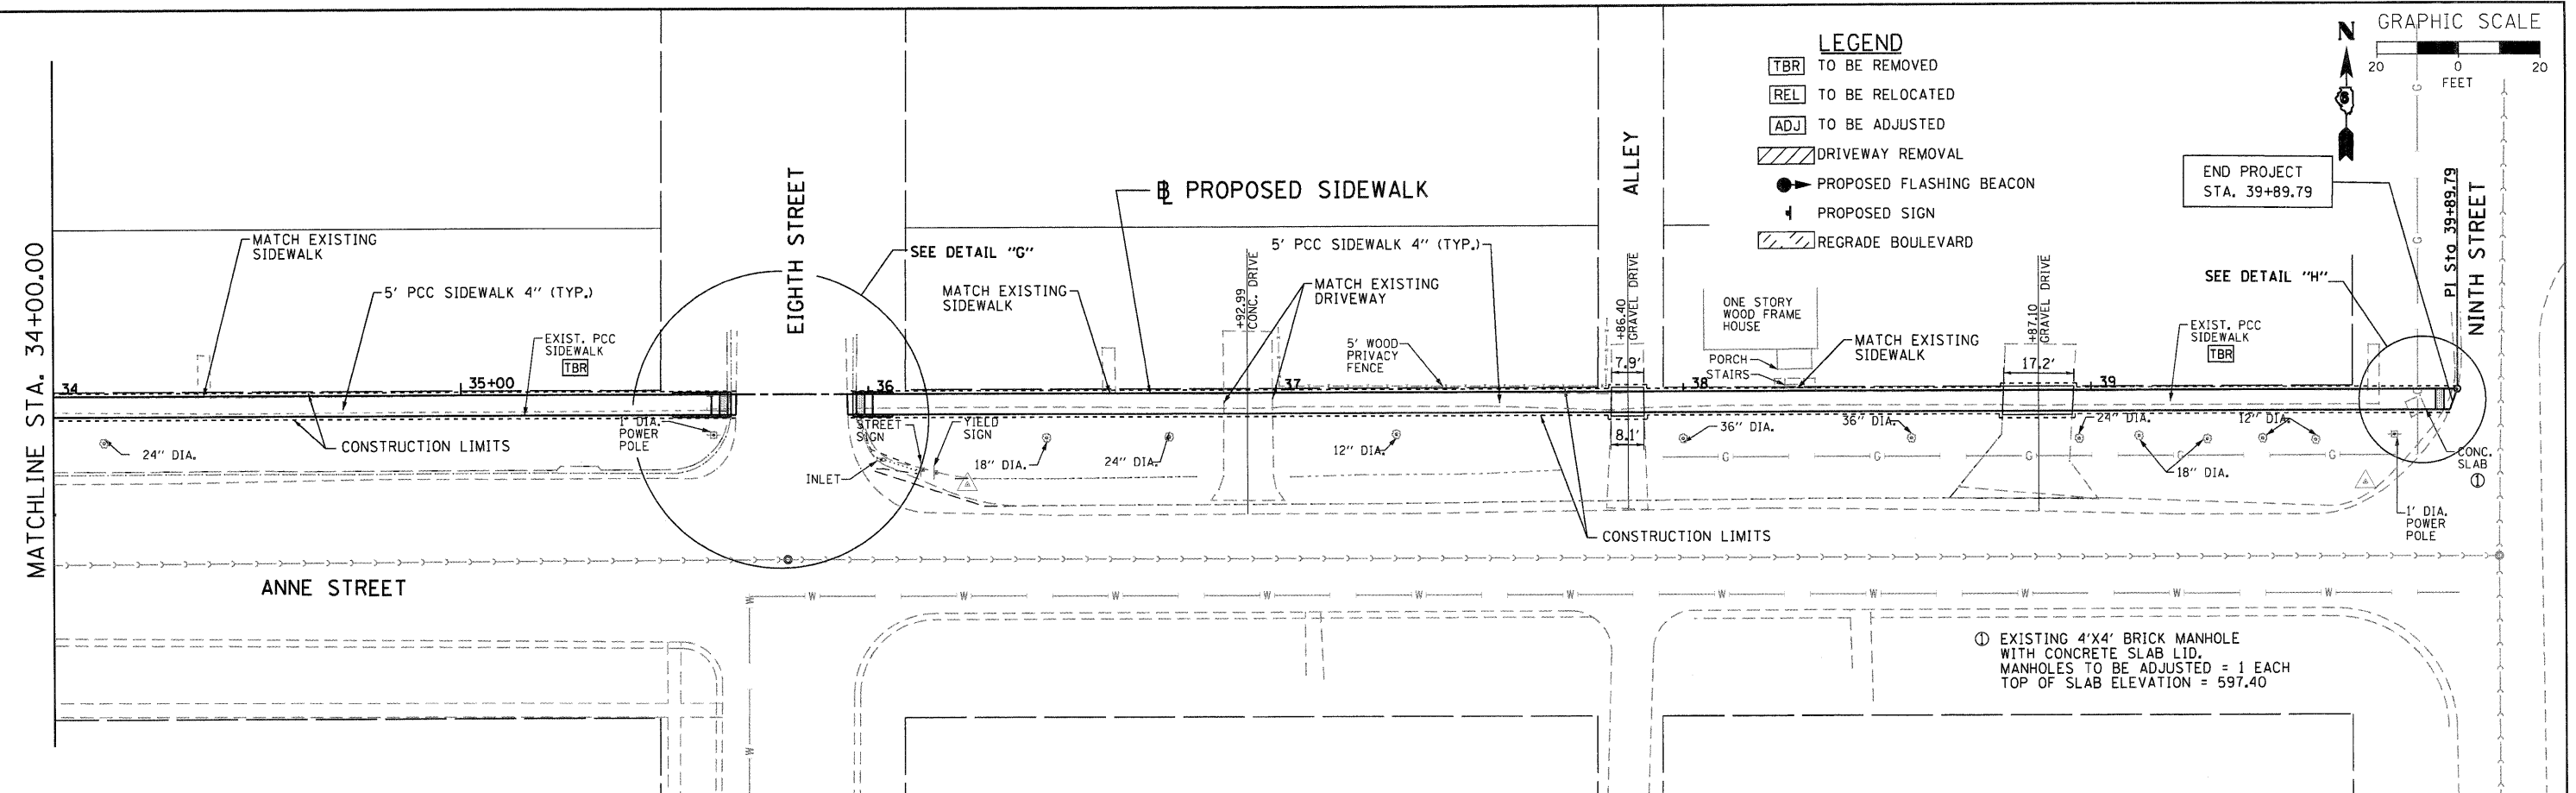 GRAPHIC SCALE
20 0 20
FEET
N
LEGEND
TBR TO BE REMOVED
REL TO BE RELOCATED
ADJ TO BE ADJUSTED
DRIVEWAY REMOVAL
PROPOSED FLASHING BEACON
PROPOSED SIGN
REGRADE BOULEVARD
END PROJECT
STA. 39+89.79
PI Sta 39+89.79
NINTH STREET
SEE DETAIL "H"
MATCHLINE STA. 34+00.00
MATCH EXISTING
SIDEWALK
5' PCC SIDEWALK 4" (TYP.)
EXIST. PCC
SIDEWALK
TBR
34
35+00
CONSTRUCTION LIMITS
24" DIA.
1' DIA.
POWER
POLE
EIGHTH STREET
SEE DETAIL "G"
PROPOSED SIDEWALK
MATCH EXISTING
SIDEWALK
36
STREET
SIGN
YIELD
SIGN
INLET
18" DIA.
24" DIA.
+92.99
CONC. DRIVE
5' PCC SIDEWALK 4" (TYP.)
MATCH EXISTING
DRIVEWAY
37
5' WOOD
PRIVACY
FENCE
12" DIA.
ALLEY
+86.40
GRAVEL DRIVE
7.9'
8.1'
CONSTRUCTION LIMITS
ONE STORY
WOOD FRAME
HOUSE
PORCH
STAIRS
38
MATCH EXISTING
SIDEWALK
36" DIA.
36" DIA.
+87.10
GRAVEL DRIVE
17.2'
39
24" DIA.
18" DIA.
12" DIA.
EXIST. PCC
SIDEWALK
TBR
CONC.
SLAB
①
1' DIA.
POWER
POLE
G G G G
G
G
ANNE STREET
W W W W W W W W W W W
W
W
① EXISTING 4'X4' BRICK MANHOLE
WITH CONCRETE SLAB LID.
MANHOLES TO BE ADJUSTED = 1 EACH
TOP OF SLAB ELEVATION = 597.40